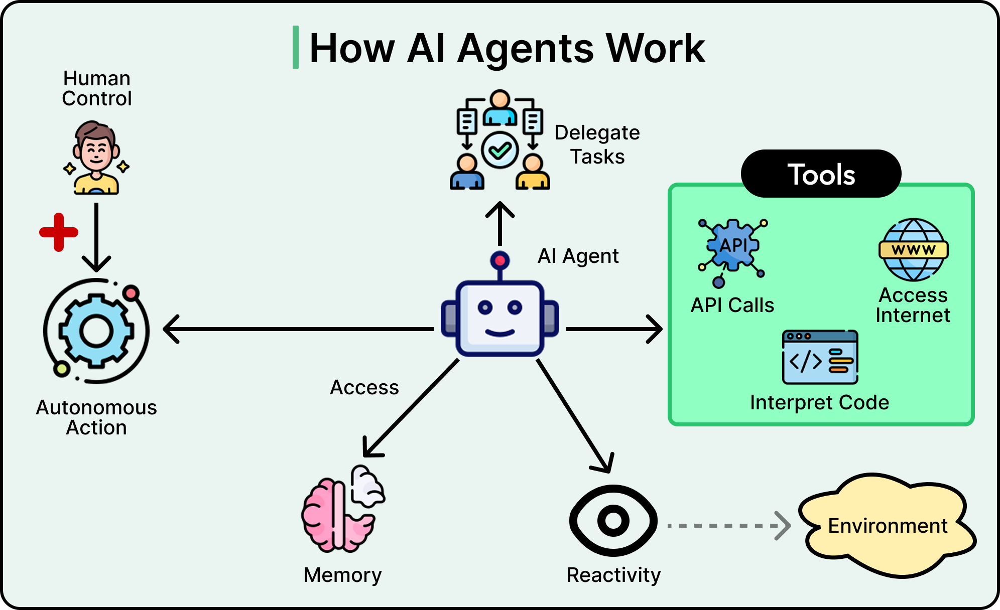 How AI Agents Work
Human
Control
Delegate
Tasks
Tools
AI Agent
API
WWW
API Calls
Access
Internet
</>
Interpret Code
Autonomous
Action
Access
Memory
Reactivity
Environment